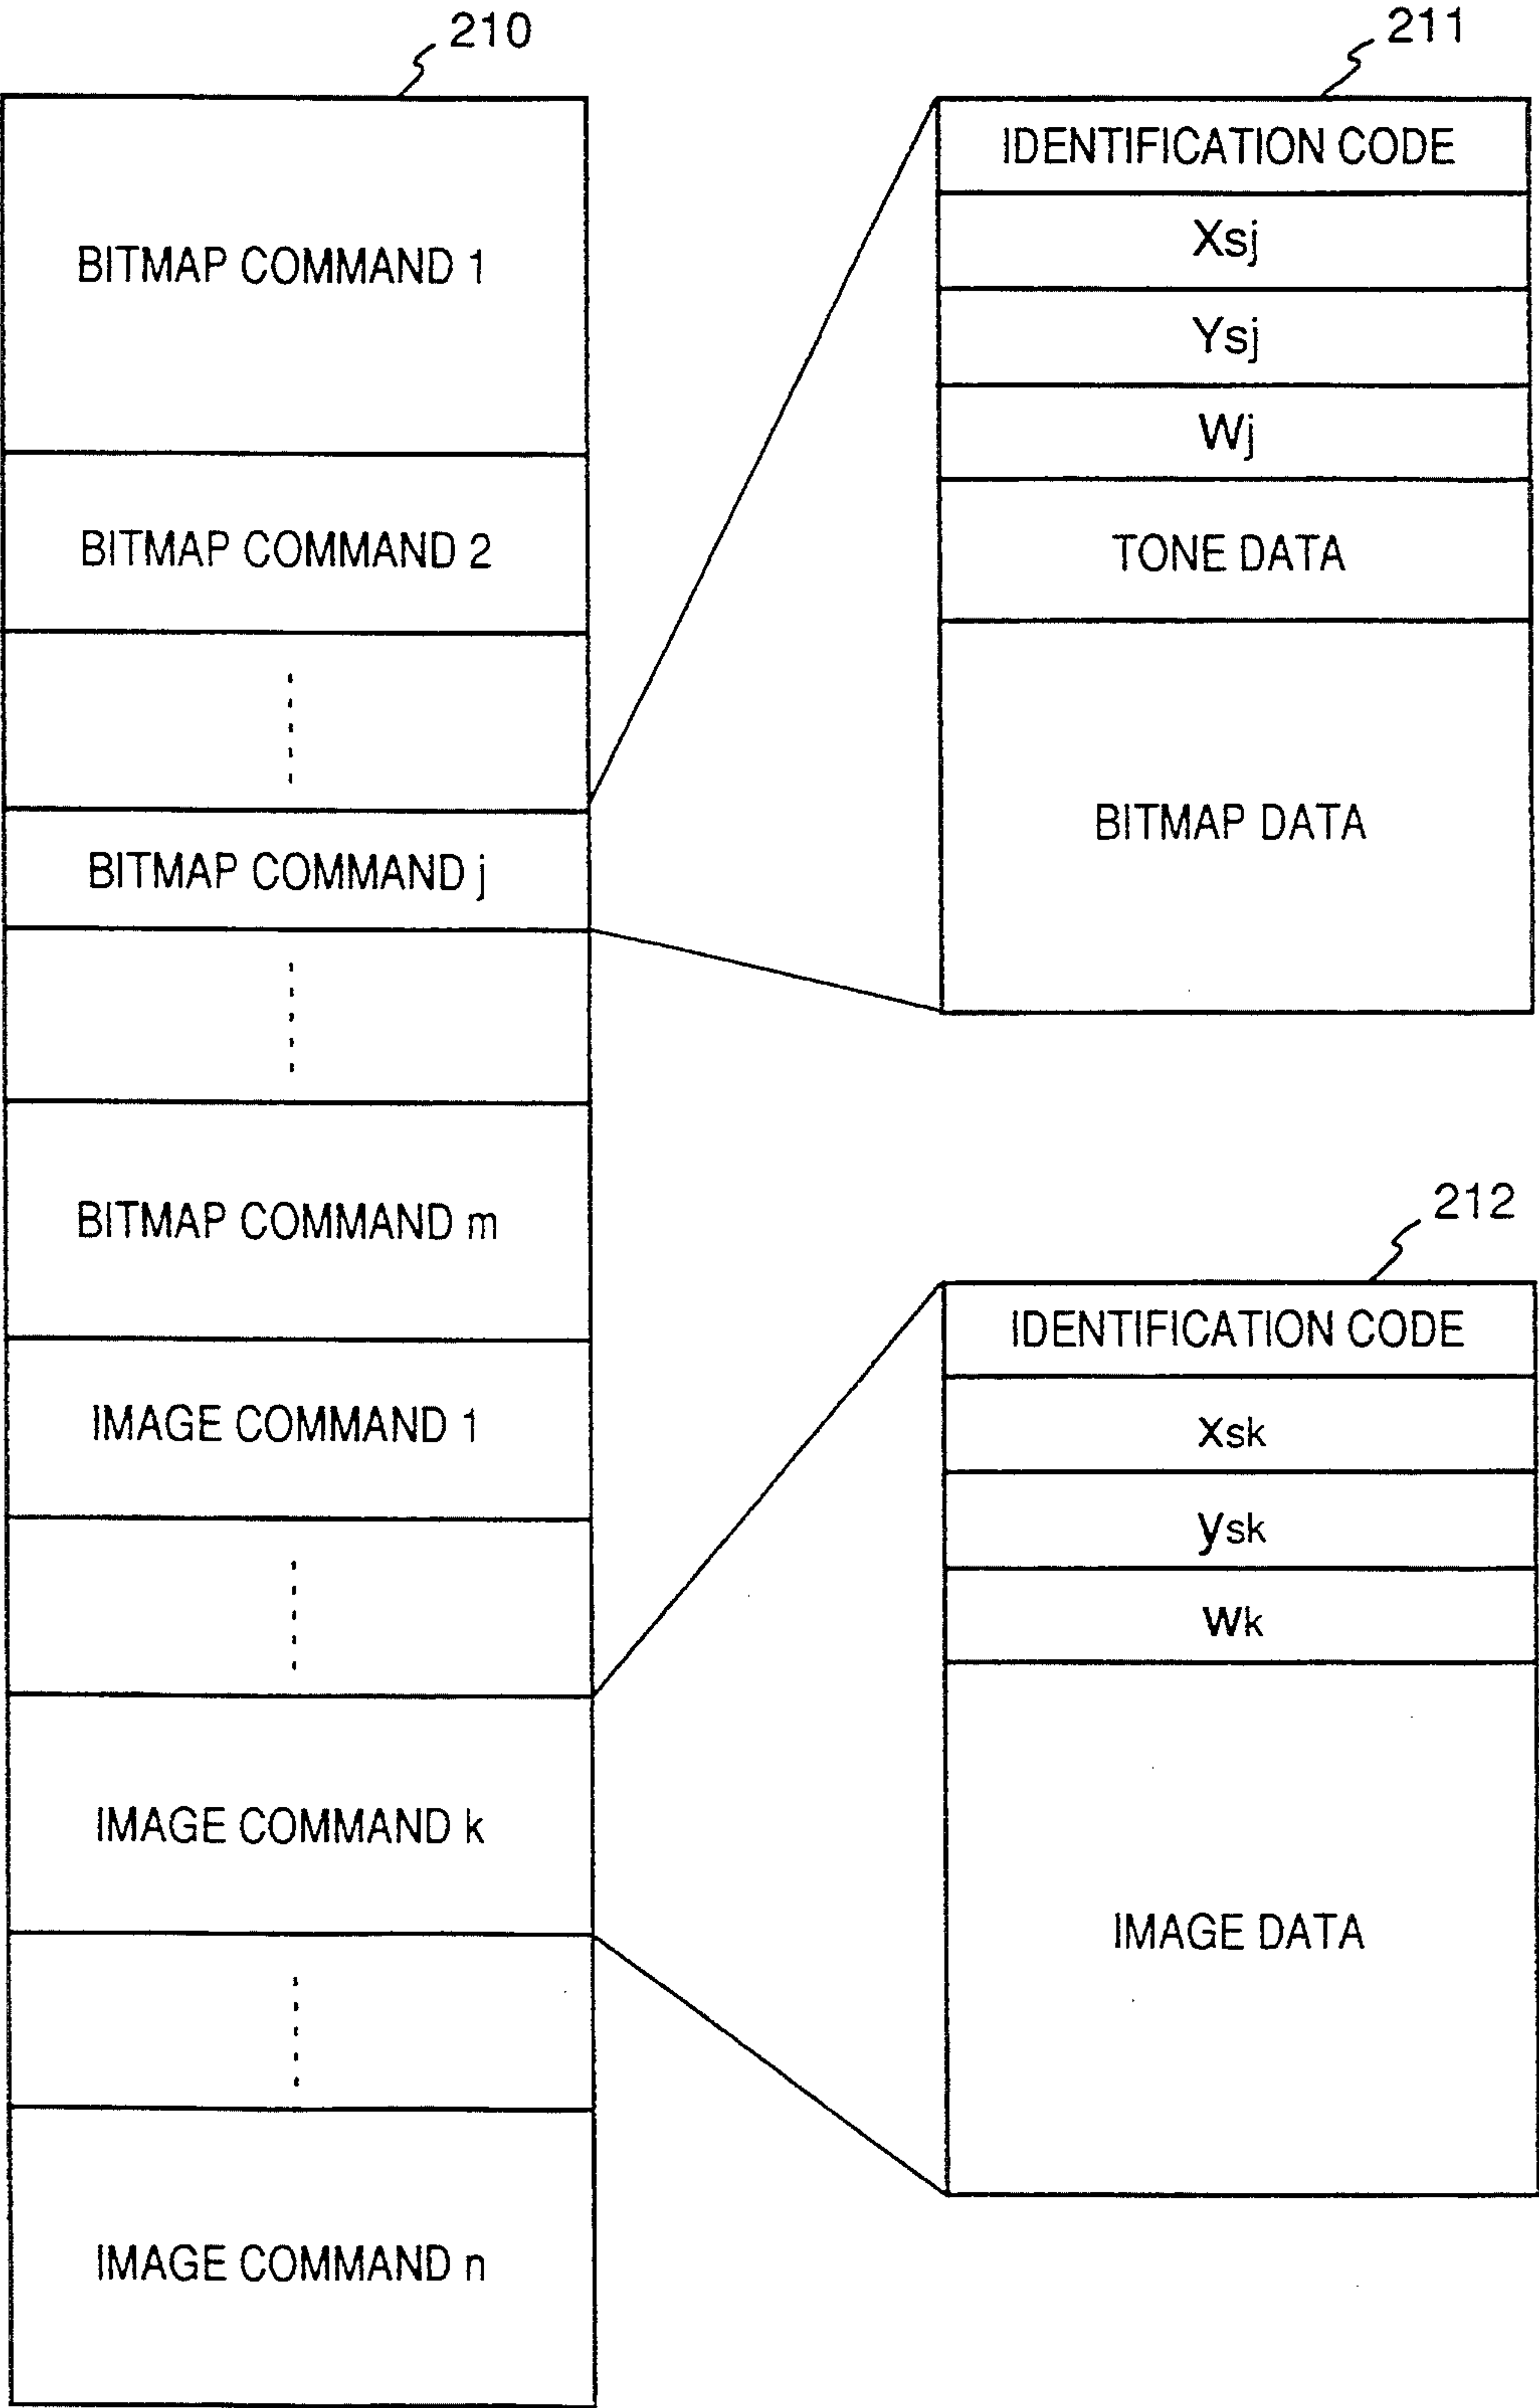 210
BITMAP COMMAND 1
BITMAP COMMAND 2
BITMAP COMMAND j
BITMAP COMMAND m
IMAGE COMMAND 1
IMAGE COMMAND k
IMAGE COMMAND n
211
IDENTIFICATION CODE
Xsj
Ysj
Wj
TONE DATA
BITMAP DATA
212
IDENTIFICATION CODE
xsk
ysk
wk
IMAGE DATA